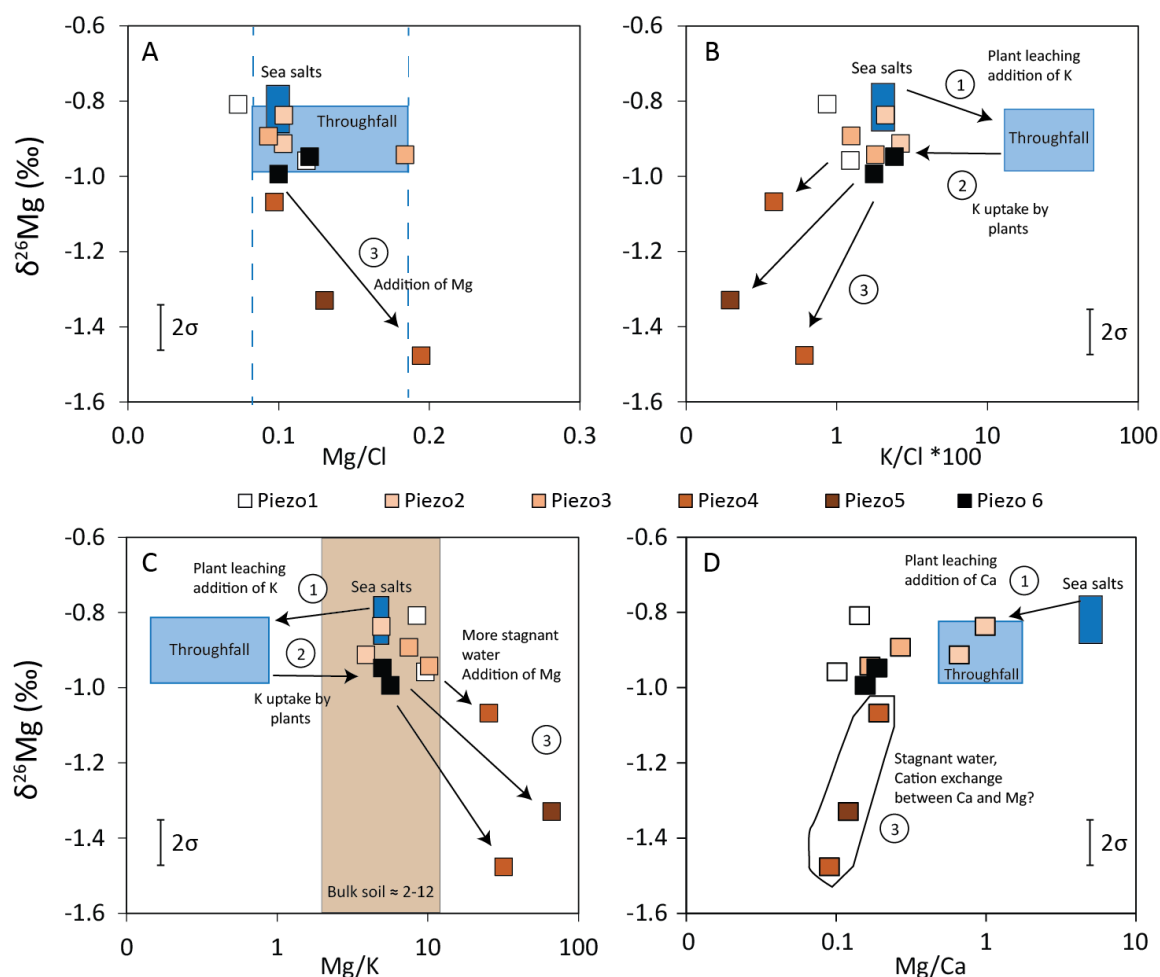 A
-0.6
-0.8
-1.0
-1.2
-1.4
-1.6
δ²⁶Mg (‰)
Sea salts
Throughfall
3
Addition of Mg
2σ
0.0
0.1
0.2
0.3
Mg/Cl
B
-0.6
-0.8
-1.0
-1.2
-1.4
-1.6
Sea salts
Plant leaching
addition of K
1
Throughfall
2
K uptake by
plants
3
2σ
0
1
10
100
K/Cl *100
Piezo1
Piezo2
Piezo3
Piezo4
Piezo5
Piezo 6
C
-0.6
-0.8
-1.0
-1.2
-1.4
-1.6
δ²⁶Mg (‰)
Plant leaching
addition of K
1
Sea salts
Throughfall
2
K uptake by
plants
More stagnant
water
Addition of Mg
3
2σ
Bulk soil ≈ 2-12
0
1
10
100
Mg/K
D
-0.6
-0.8
-1.0
-1.2
-1.4
-1.6
Plant leaching
addition of Ca
1
Sea salts
Throughfall
Stagnant water,
Cation exchange
between Ca and Mg?
3
2σ
0
0.1
1
10
Mg/Ca